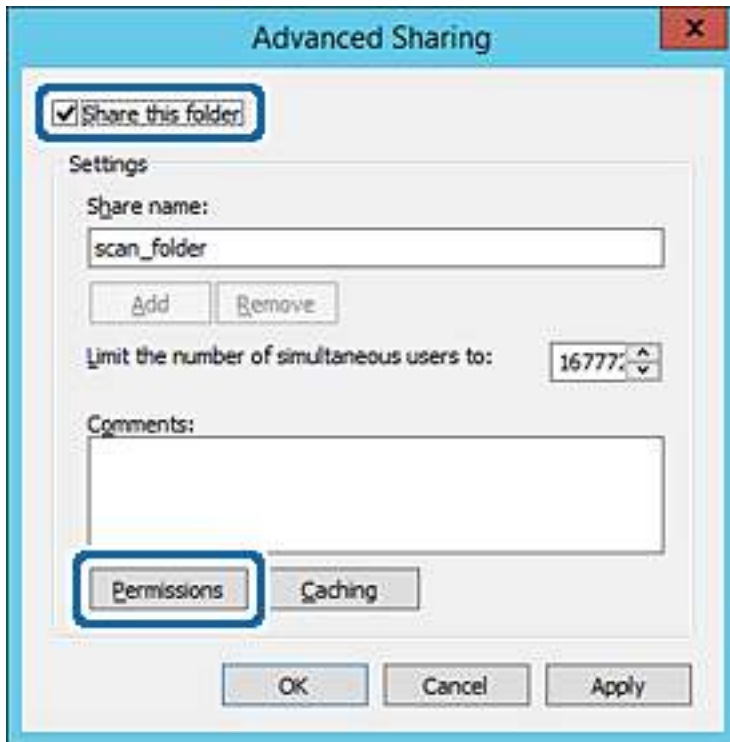 Advanced Sharing
Share this folder
Settings
Share name:
scan_folder
Add Remove
Limit the number of simultaneous users to: 167772
Comments:
Permissions Caching
OK Cancel Apply